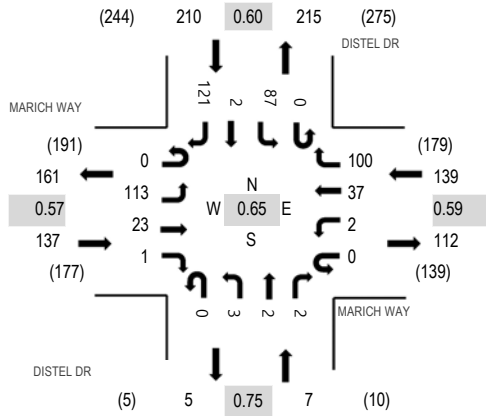 (244) 210 0.60 215 (275)
DISTEL DR
121 2 87 0
MARICH WAY
(191) (179)
0 100
161 139
113 37
N
0.57 W 0.65 E 0.59
23 2
S
137 112
1 0
(177) (139)
0 3 2 2
MARICH WAY
DISTEL DR
(5) 5 0.75 7 (10)